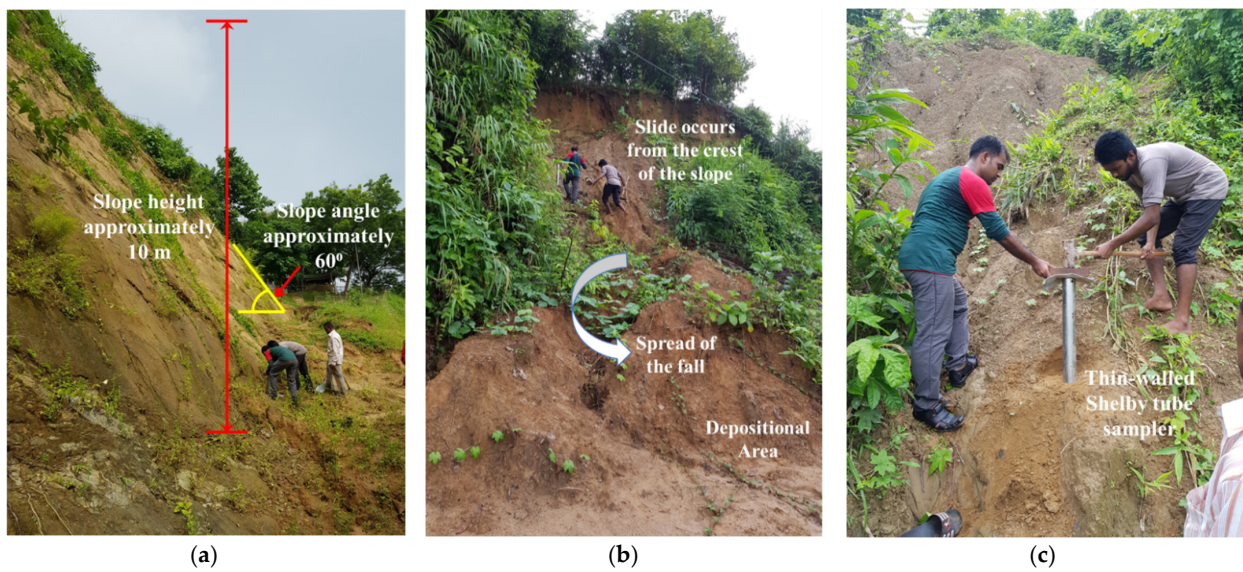 Slope height
approximately
10 m
Slope angle
approximately
60⁰
(a)
Slide occurs
from the crest
of the slope
Spread of
the fall
Depositional
Area
(b)
Thin-walled
Shelby tube
sampler
(c)